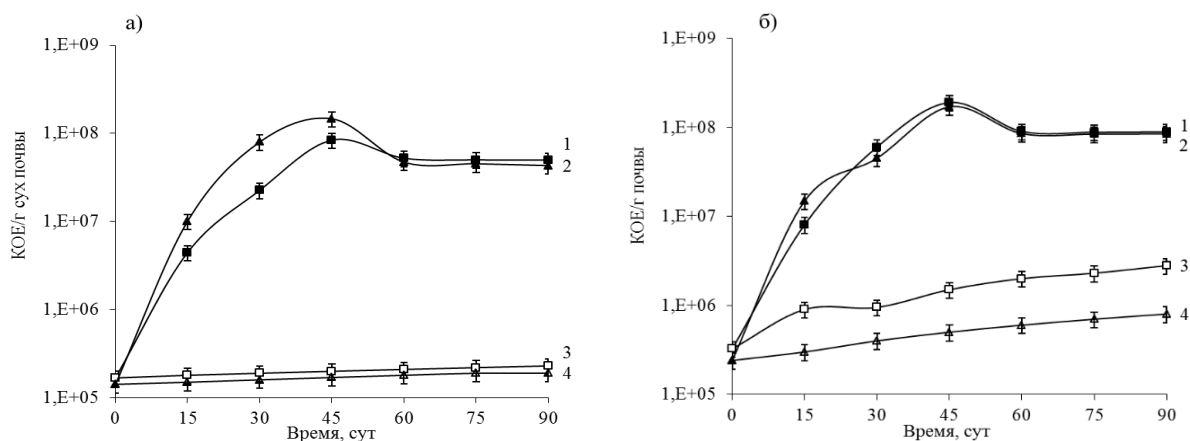 а)
КОЕ/г сух почвы
1,E+09
1,E+08
1,E+07
1,E+06
1,E+05
0 15 30 45 60 75 90
Время, сут
1
2
3
4
б)
КОЕ/г почвы
1,E+09
1,E+08
1,E+07
1,E+06
1,E+05
0 15 30 45 60 75 90
Время, сут
1
2
3
4